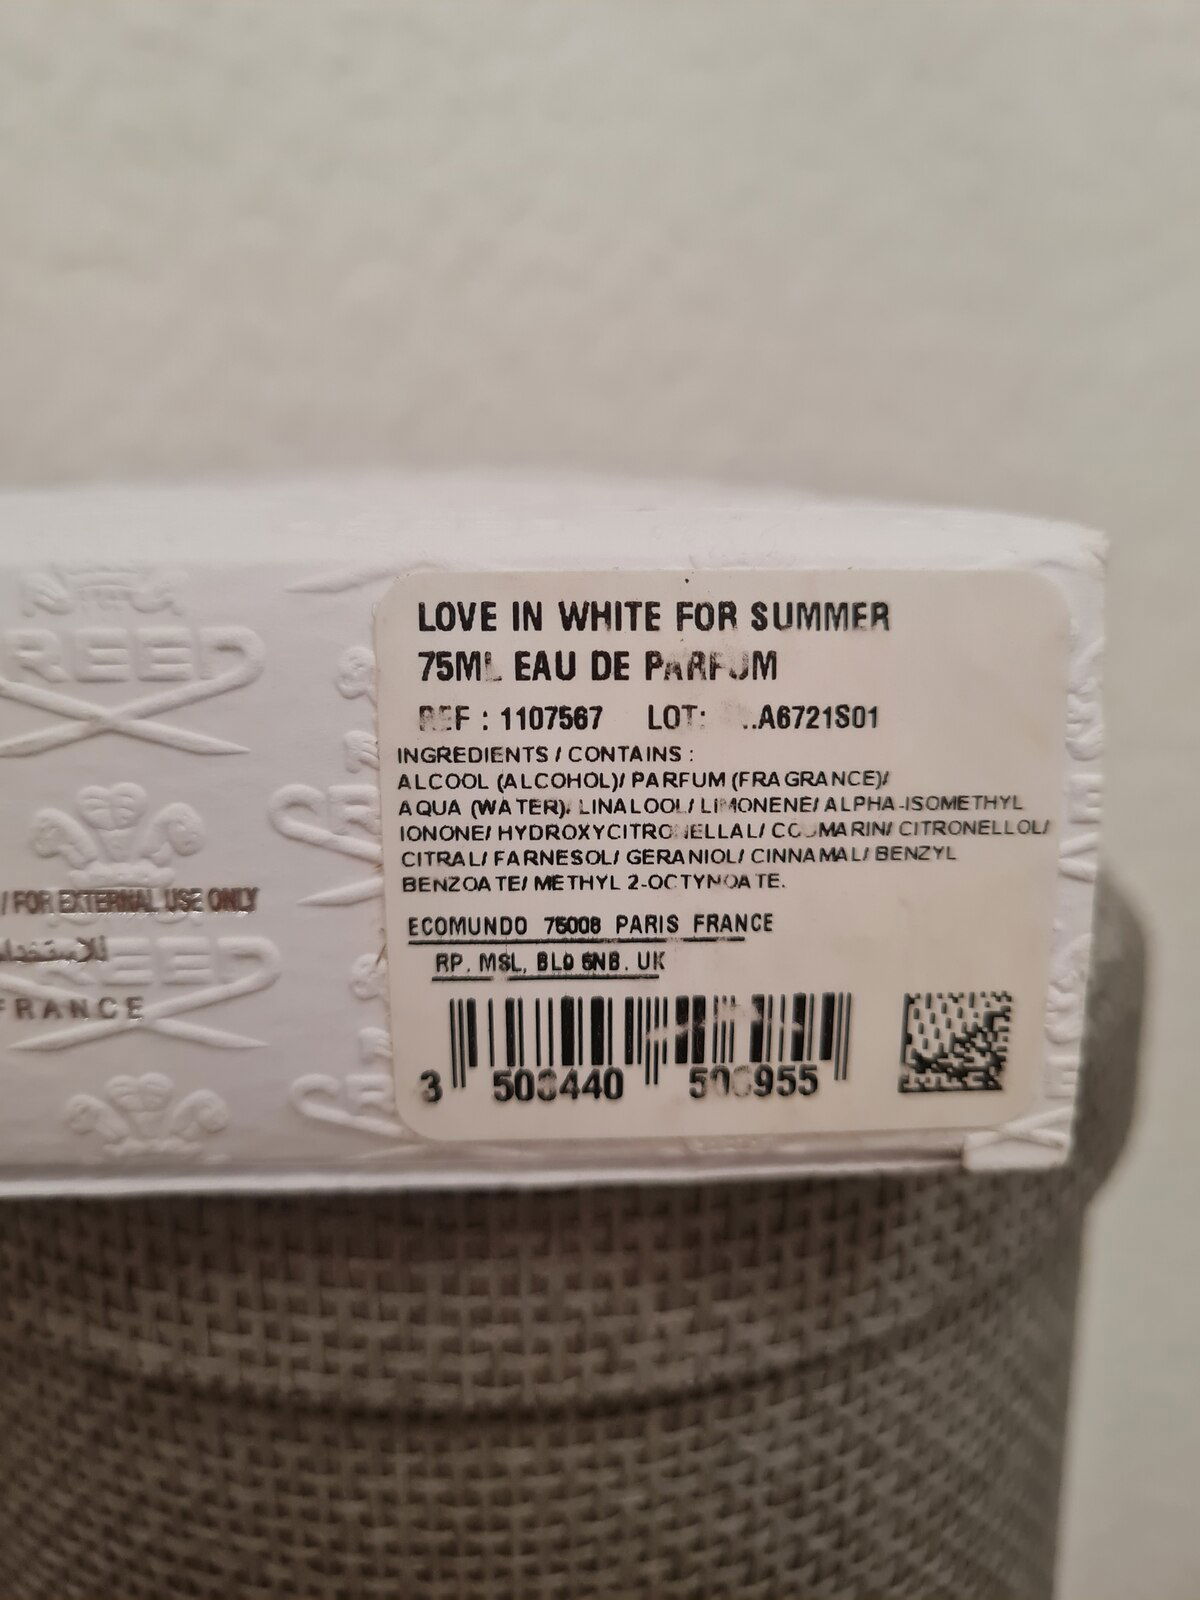 LOVE IN WHITE FOR SUMMER
75ML EAU DE PARFUM
REF : 1107567 LOT: A6721S01
INGREDIENTS / CONTAINS :
ALCOOL (ALCOHOL)/ PARFUM (FRAGRANCE)/
AQUA (WATER). LINALOOL/ LIMONENE/ ALPHA-ISOMETHYL
IONONE/ HYDROXYCITRONELLAL/ COUMARIN/ CITRONELLOL/
CITRAL/ FARNESOL/ GERANIOL/ CINNAMAL/ BENZYL
BENZOATE/ METHYL 2-OCTYNOATE.
ECOMUNDO 75008 PARIS FRANCE
RP. MSL, BL0 6NB. UK
3 508440 506955
/ FOR EXTERNAL USE ONLY
FRANCE